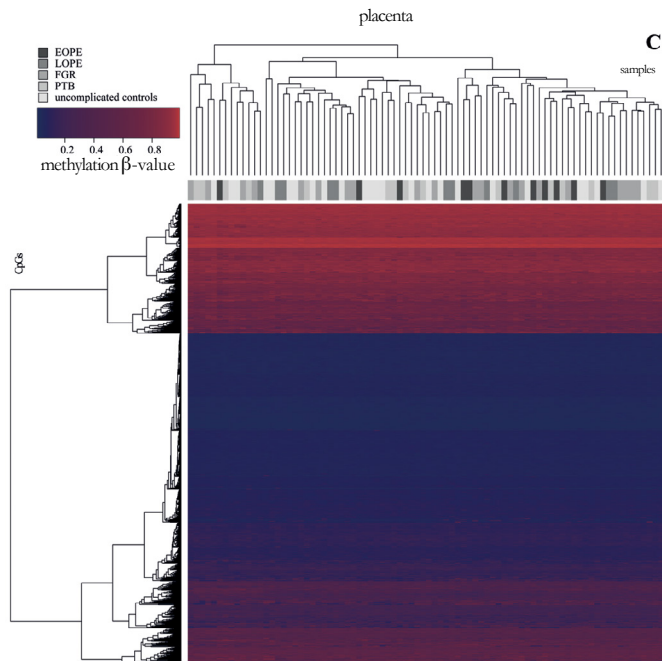 placenta
C
samples
EOPE
LOPE
FGR
PTB
uncomplicated controls
0.2 0.4 0.6 0.8
methylation β-value
CpGs